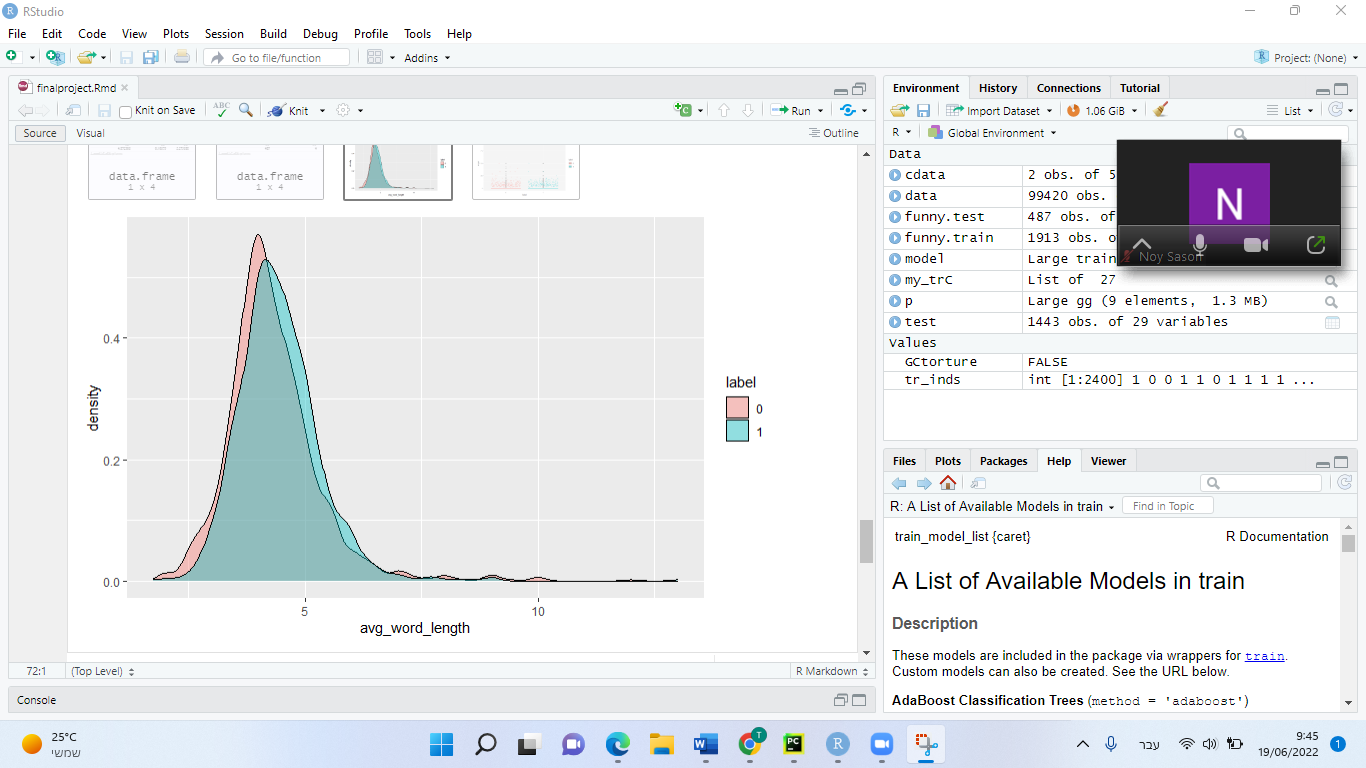 RStudio
File Edit Code View Plots Session Build Debug Profile Tools Help
Go to file/function Addins Project: (None)
finalproject.Rmd
Knit on Save ABC Knit Run
Source Visual Outline
data.frame
1 x 4
data.frame
1 x 4
density
0.4
0.2
0.0
5 10
avg_word_length
label
0
1
72:1 (Top Level) R Markdown
Console
Environment History Connections Tutorial
Import Dataset 1.06 GiB List
R Global Environment
Data
cdata 2 obs. of 5
data 99420 obs.
funny.test 487 obs. of
funny.train 1913 obs.
model Large train
my_trC List of 27
p Large gg (9 elements, 1.3 MB)
test 1443 obs. of 29 variables
Values
GCtorture FALSE
tr_inds int [1:2400] 1 0 0 1 1 0 1 1 1 1 ...
N
Noy Sason
Files Plots Packages Help Viewer
R: A List of Available Models in train Find in Topic
train_model_list {caret} R Documentation
A List of Available Models in train
Description
These models are included in the package via wrappers for train.
Custom models can also be created. See the URL below.
AdaBoost Classification Trees (method = 'adaboost')
25°C
שמשי
T
W
PC
R
עבר
9:45
19/06/2022
1